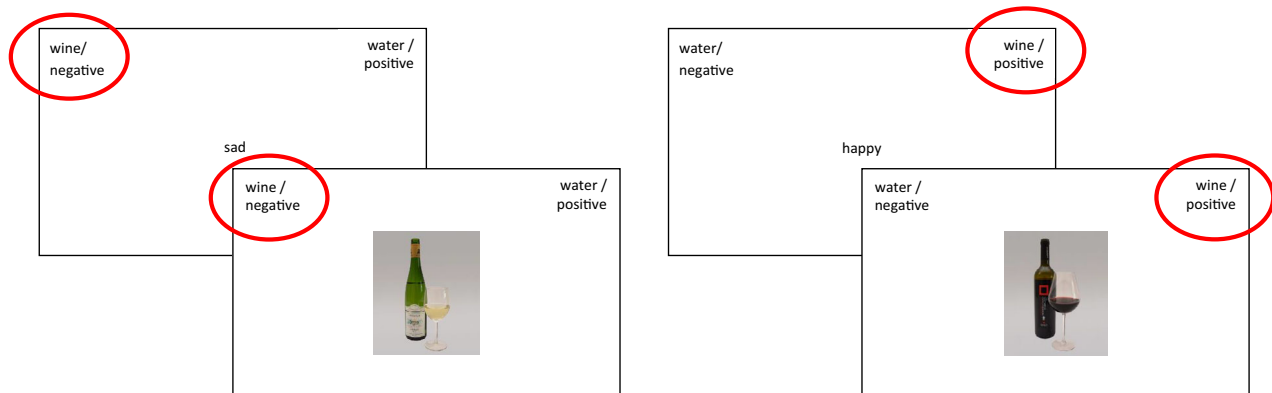 wine/
negative
water /
positive
sad
wine /
negative
water /
positive
water/
negative
wine /
positive
happy
water /
negative
wine /
positive